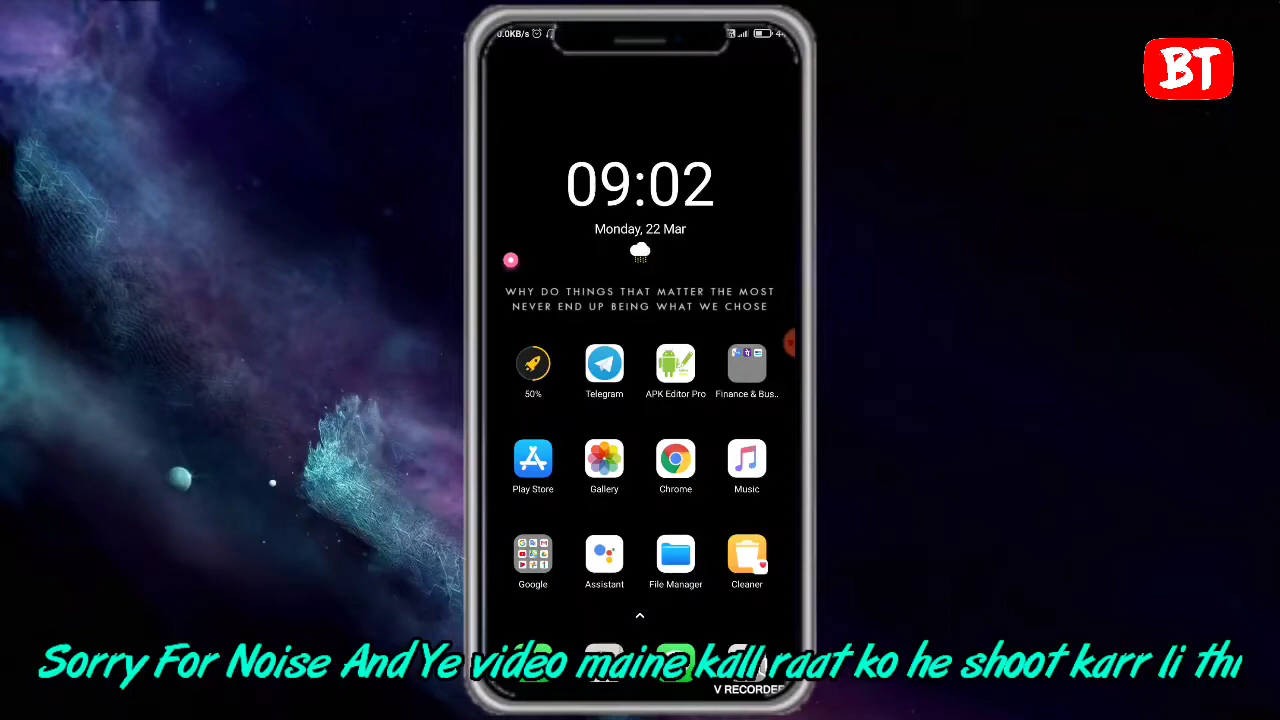 0.0KB/s
BT
09:02
Monday, 22 Mar
WHY DO THINGS THAT MATTER THE MOST
NEVER END UP BEING WHAT WE CHOSE
50%
Telegram
APK Editor Pro
Finance & Bus..
Play Store
Gallery
Chrome
Music
Google
Assistant
File Manager
Cleaner
Sorry For Noise And Ye video maine kall raat ko he shoot karr li thi
V RECORDER